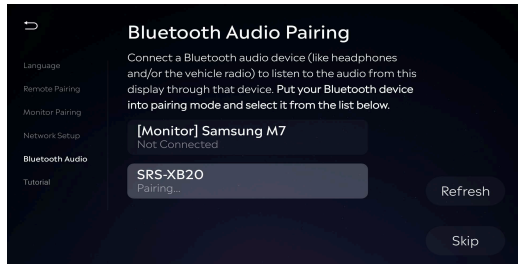 Bluetooth Audio Pairing
Connect a Bluetooth audio device (like headphones
and/or the vehicle radio) to listen to the audio from this
display through that device. Put your Bluetooth device
into pairing mode and select it from the list below.
Language
Remote Pairing
Monitor Pairing
Network Setup
Bluetooth Audio
Tutorial
[Monitor] Samsung M7
Not Connected
SRS-XB20
Pairing...
Refresh
Skip